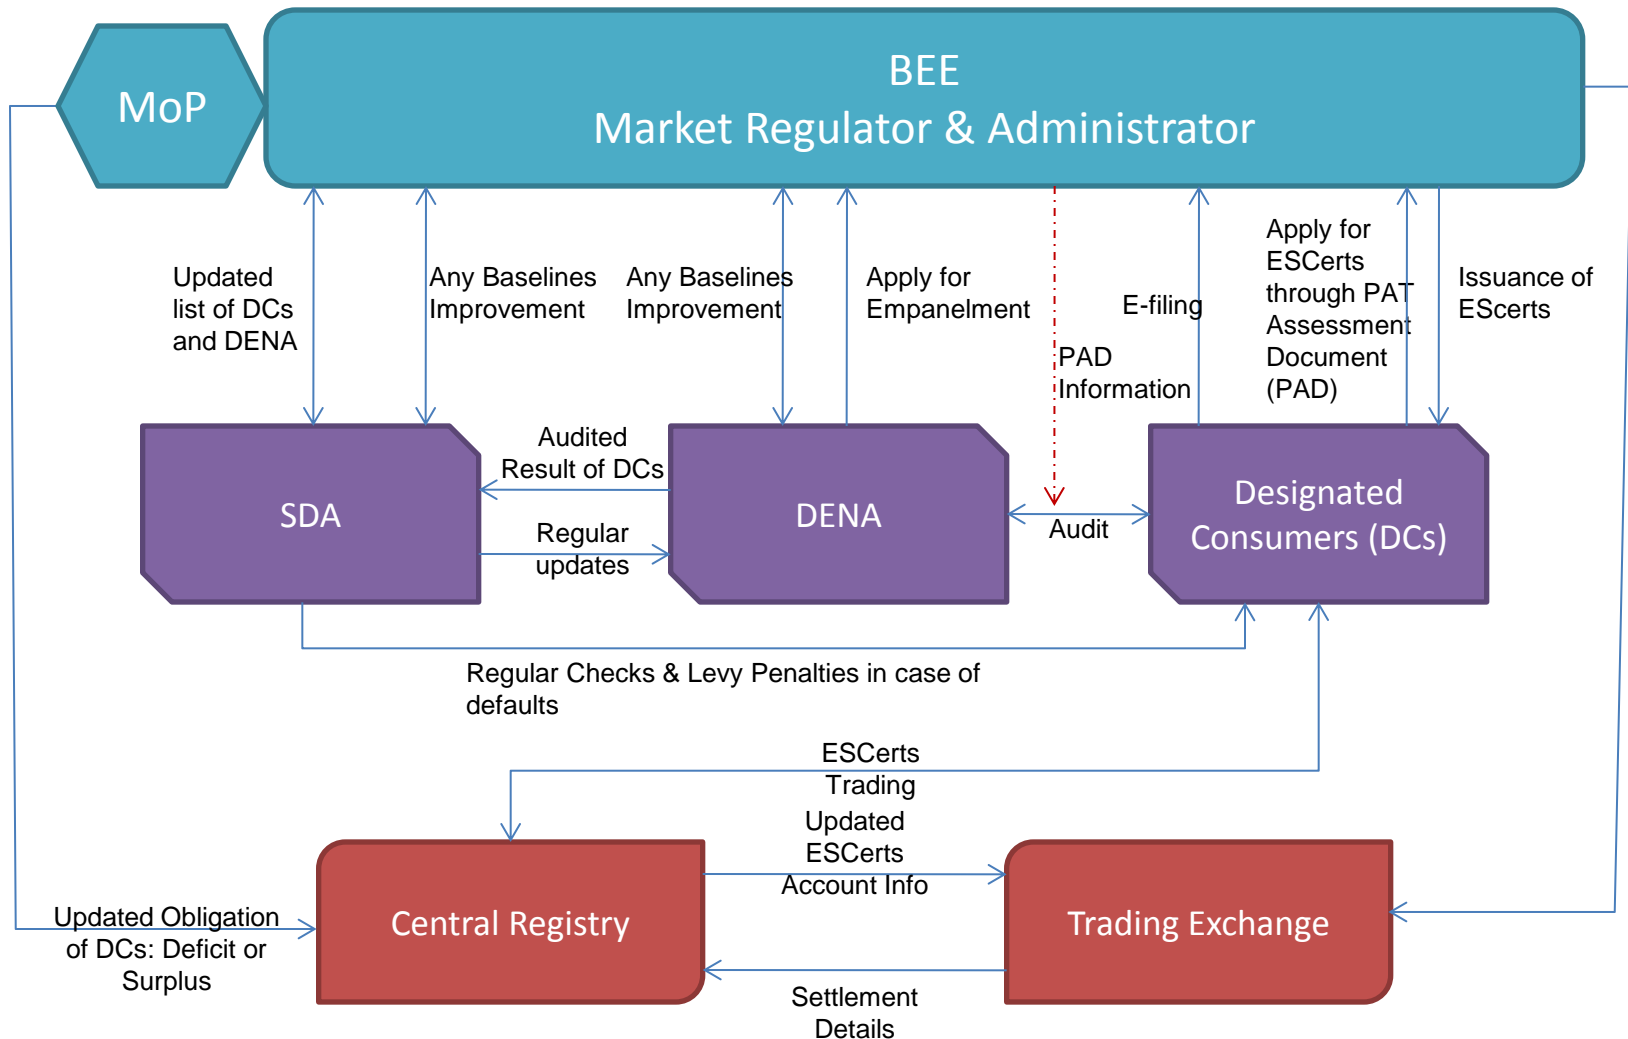 MoP
BEE
Market Regulator & Administrator
Updated
list of DCs
and DENA
Any Baselines
Improvement
Any Baselines
Improvement
Apply for
Empanelment
PAD
Information
E-filing
Apply for
ESCerts
through PAT
Assessment
Document
(PAD)
Issuance of
EScerts
SDA
Audited
Result of DCs
Regular
updates
DENA
Audit
Designated
Consumers (DCs)
Regular Checks & Levy Penalties in case of
defaults
ESCerts
Trading
Updated
ESCerts
Account Info
Updated Obligation
of DCs: Deficit or
Surplus
Central Registry
Trading Exchange
Settlement
Details